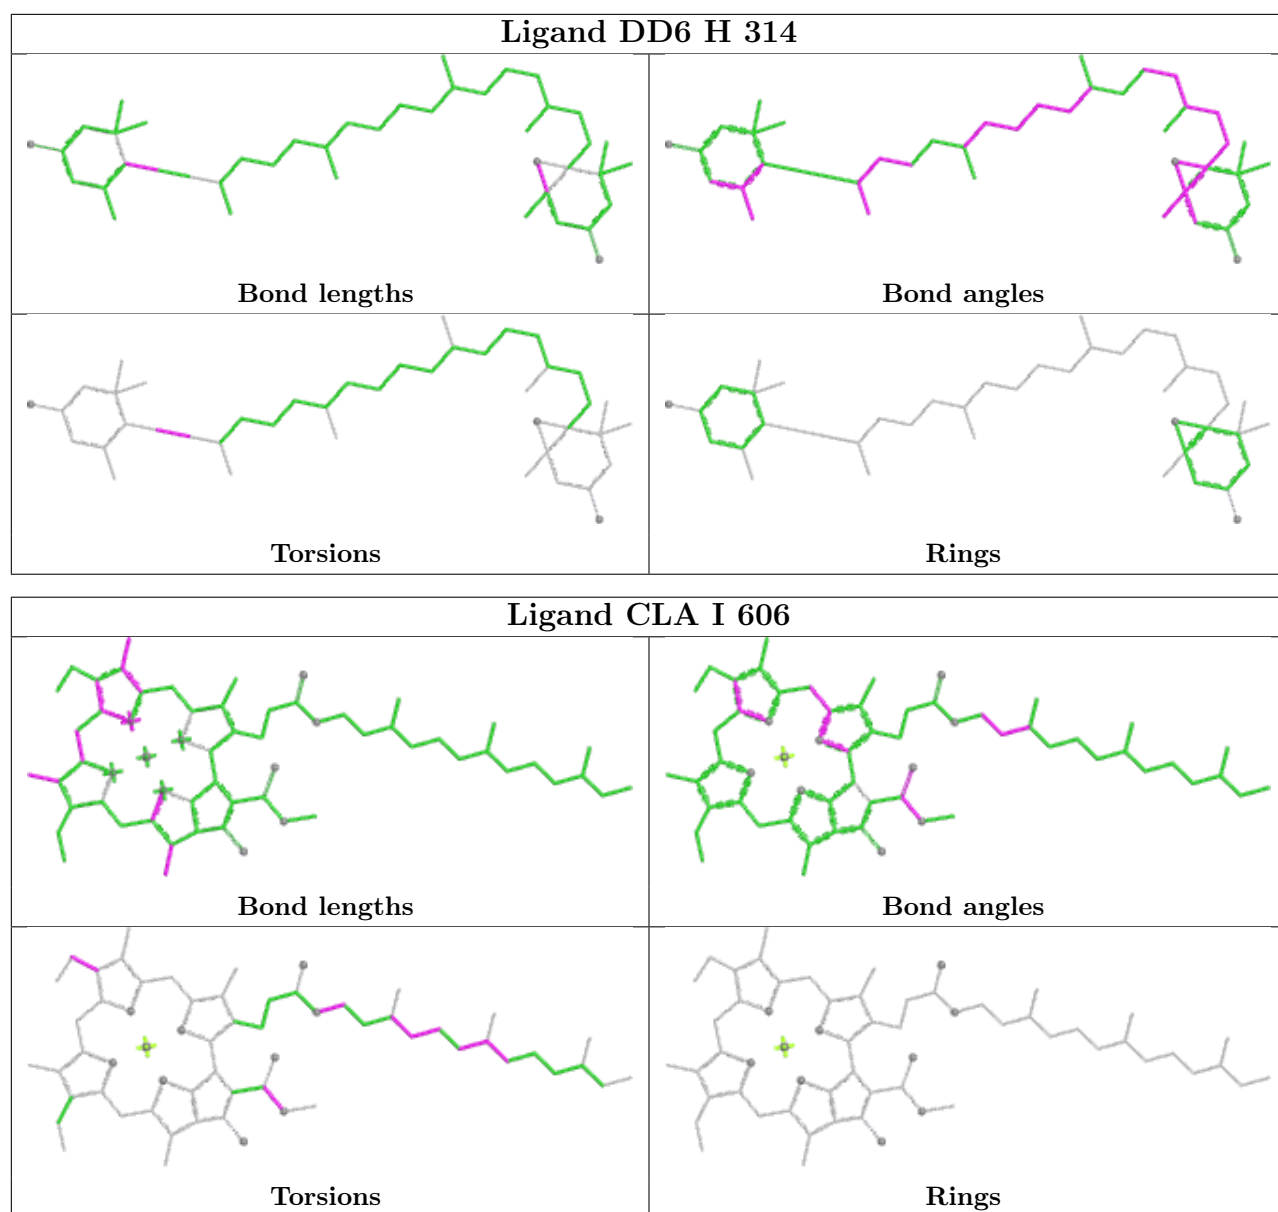 Ligand DD6 H 314
Bond lengths
Bond angles
Torsions
Rings
Ligand CLA I 606
Bond lengths
Bond angles
Torsions
Rings